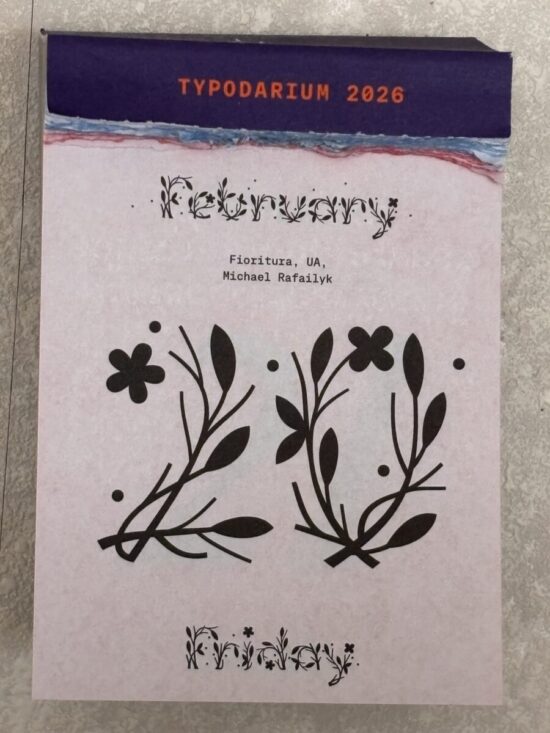 TYPODARIUM 2026
February
Fioritura, UA,
Michael Rafailyk
20
Friday